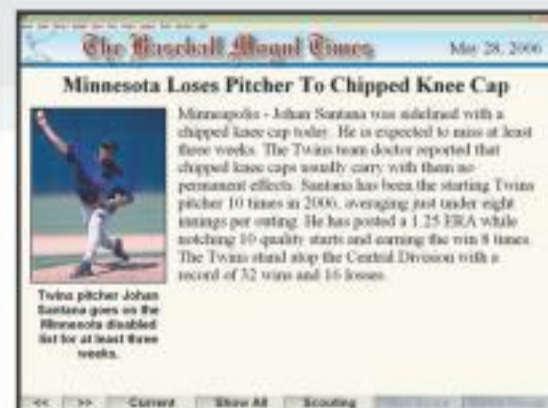 The Baseball Mogul Times
May 28, 2006
Minnesota Loses Pitcher To Chipped Knee Cap
Minneapolis - Johan Santana was sidelined with a
chipped knee cap today. He is expected to miss at least
three weeks. The Twins team doctor reported that
chipped knee caps usually carry with them no
permanent effects. Santana has been the starting Twins
pitcher 10 times in 2006, averaging just under eight
innings per outing. He has posted a 1.25 ERA while
notching 10 quality starts and earning the win 8 times.
The Twins stand atop the Central Division with a
record of 32 wins and 16 losses.
Twins pitcher Johan
Santana goes on the
Minnesota disabled
list for at least three
weeks.
<< >> Current Show All Scouting